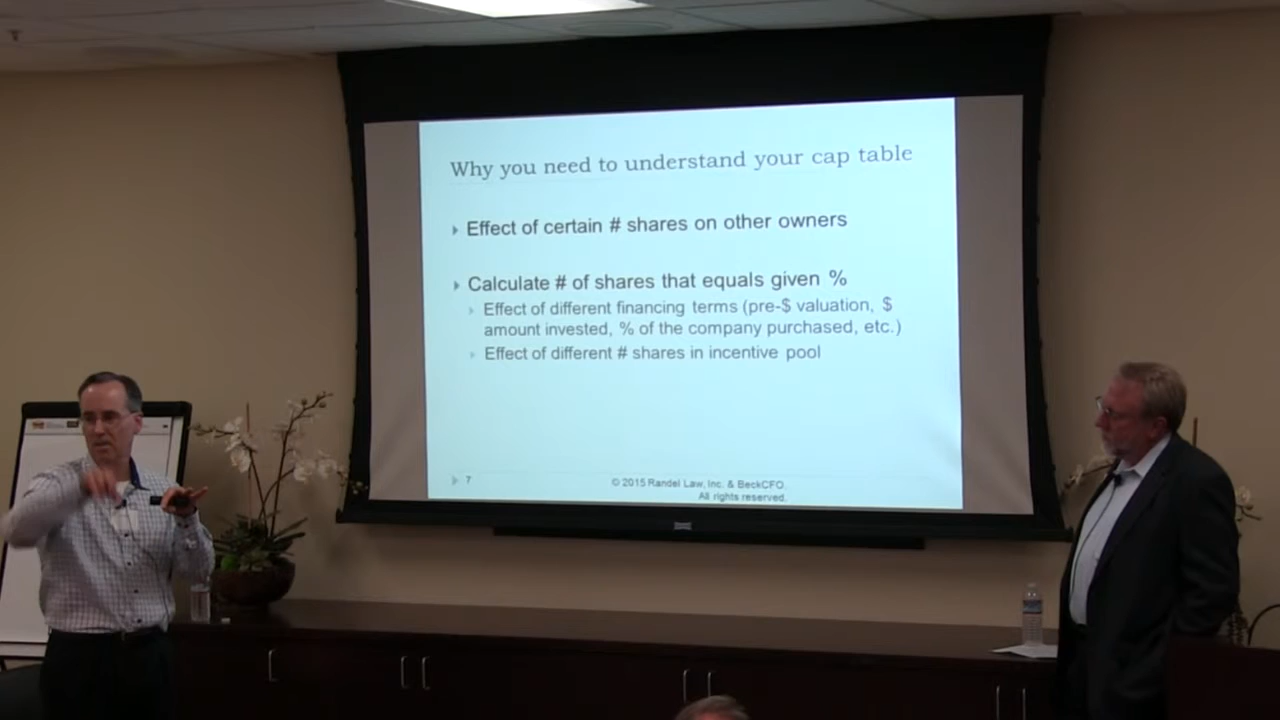 Why you need to understand your cap table
Effect of certain # shares on other owners
Calculate # of shares that equals given %
Effect of different financing terms (pre-$ valuation, $
amount invested, % of the company purchased, etc.)
Effect of different # shares in incentive pool
7
© 2015 Randel Law, Inc. & BeckCFO.
All rights reserved.